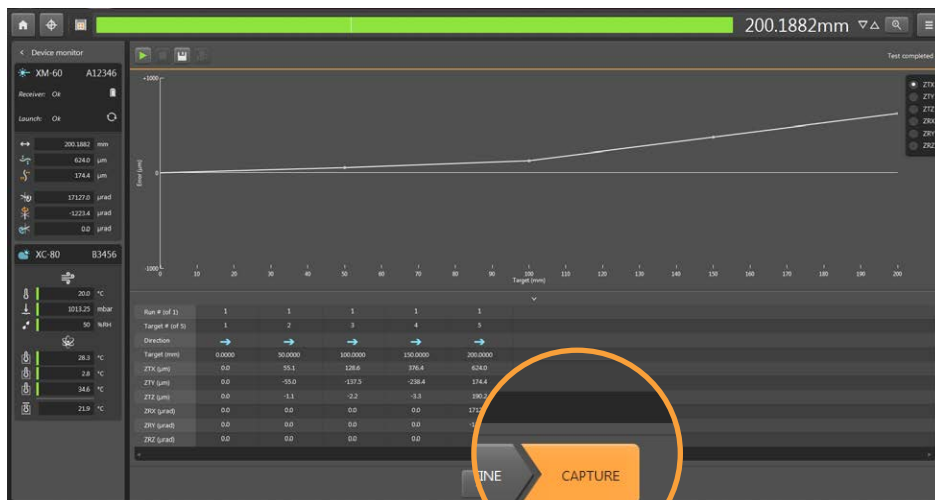 200.1882mm
< Device monitor
Test completed
XM-60 A12346
Receiver: Ok
Launch: Ok
200.1882 mm
624.0 µm
174.4 µm
17127.0 µrad
-1223.4 µrad
0.0 µrad
XC-80 B3456
20.0 °C
1013.25 mbar
50 %RH
28.3 °C
2.8 °C
34.6 °C
21.9 °C
+1000
0
-1000
Error (µm)
0 10 20 30 40 50 60 70 80 90 100 110 120 130 140 150 160 170 180 190 200
Target (mm)
ZTX
ZTY
ZTZ
ZRX
ZRY
ZRZ
Run # (of 1) 1 1 1 1 1
Target # (of 5) 1 2 3 4 5
Direction
Target (mm) 0.0000 50.0000 100.0000 150.0000 200.0000
ZTX (µm) 0.0 55.1 128.6 376.4 624.0
ZTY (µm) 0.0 -55.0 -137.5 -238.4 174.4
ZTZ (µm) 0.0 -1.1 -2.2 -3.3 190.2
ZRX (µrad) 0.0 0.0 0.0 0.0
ZRY (µrad) 0.0 0.0 0.0 0.0
ZRZ (µrad) 0.0 0.0 0.0 0.0
CAPTURE